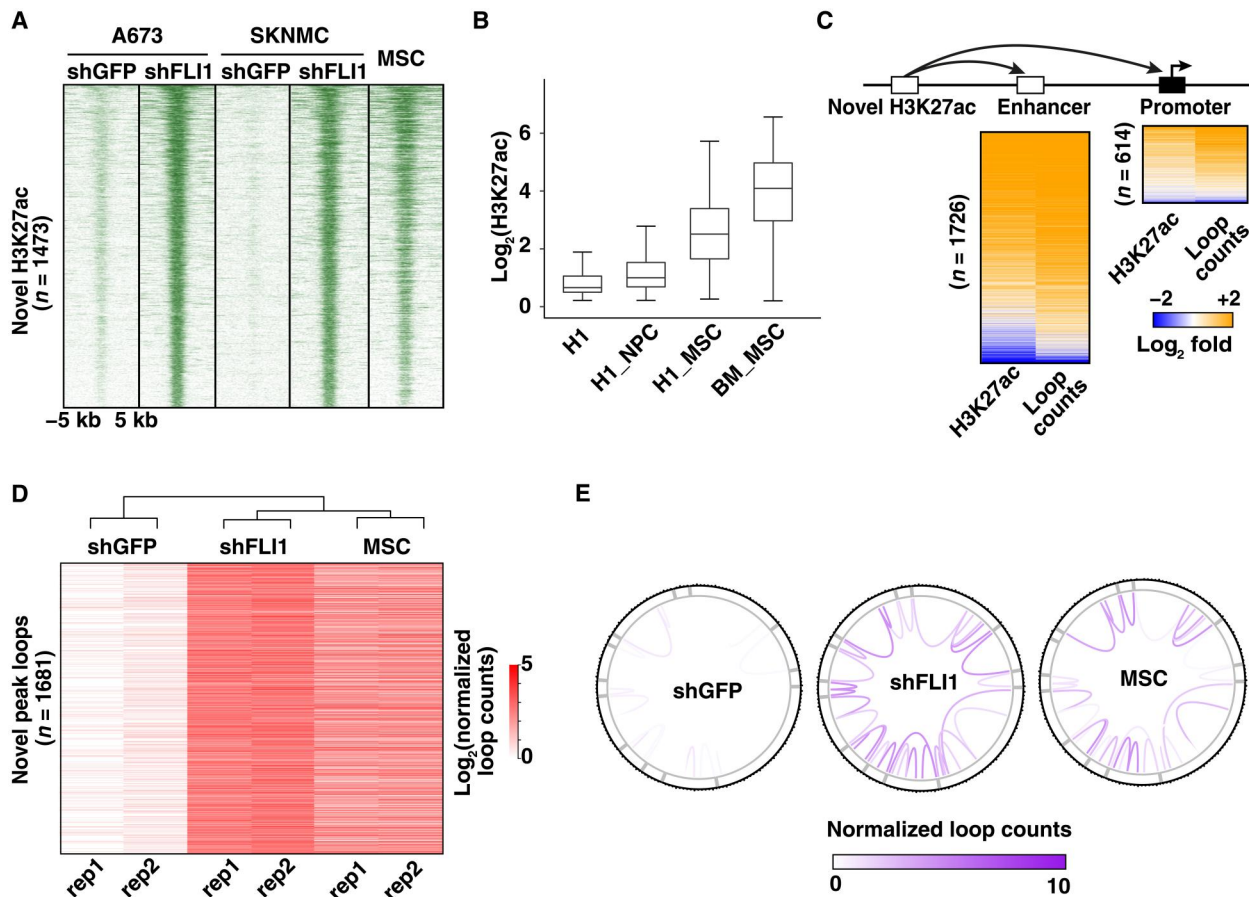 A
A673
SKNMC
MSC
shGFP
shFLI1
shGFP
shFLI1
Novel H3K27ac
(n = 1473)
−5 kb
5 kb
B
Log2(H3K27ac)
6
4
2
0
H1
H1_NPC
H1_MSC
BM_MSC
C
Novel H3K27ac
Enhancer
Promoter
(n = 1726)
H3K27ac
Loop
counts
(n = 614)
H3K27ac
Loop
counts
−2
+2
Log2 fold
D
shGFP
shFLI1
MSC
Novel peak loops
(n = 1681)
rep1
rep2
rep1
rep2
rep1
rep2
Log2(normalized
loop counts)
5
0
E
shGFP
shFLI1
MSC
Normalized loop counts
0
10